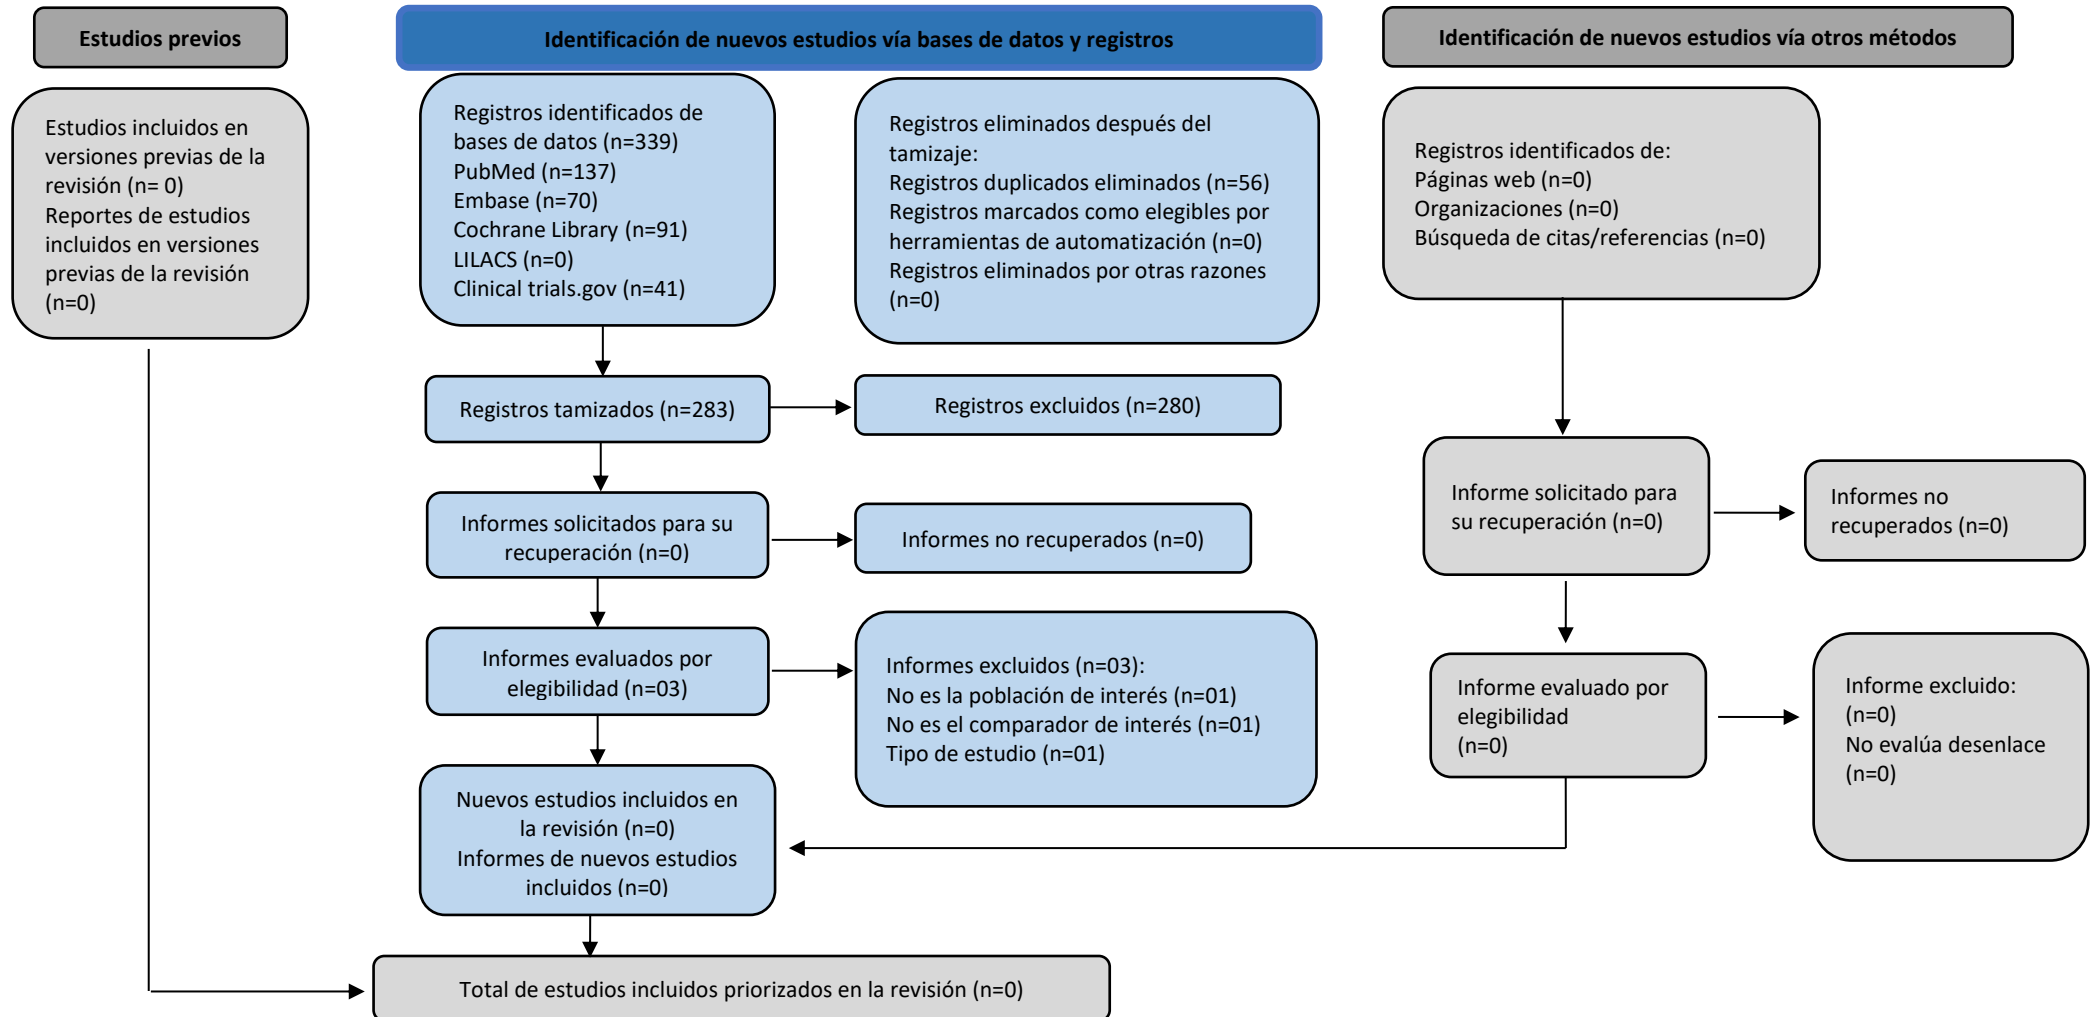 Estudios previos
Identificación de nuevos estudios vía bases de datos y registros
Identificación de nuevos estudios vía otros métodos
Estudios incluidos en
versiones previas de la
revisión (n= 0)
Reportes de estudios
incluidos en versiones
previas de la revisión
(n=0)
Registros identificados de
bases de datos (n=339)
PubMed (n=137)
Embase (n=70)
Cochrane Library (n=91)
LILACS (n=0)
Clinical trials.gov (n=41)
Registros eliminados después del
tamizaje:
Registros duplicados eliminados (n=56)
Registros marcados como elegibles por
herramientas de automatización (n=0)
Registros eliminados por otras razones
(n=0)
Registros identificados de:
Páginas web (n=0)
Organizaciones (n=0)
Búsqueda de citas/referencias (n=0)
Registros tamizados (n=283)
Registros excluidos (n=280)
Informes solicitados para su
recuperación (n=0)
Informes no recuperados (n=0)
Informe solicitado para
su recuperación (n=0)
Informes no
recuperados (n=0)
Informes evaluados por
elegibilidad (n=03)
Informes excluidos (n=03):
No es la población de interés (n=01)
No es el comparador de interés (n=01)
Tipo de estudio (n=01)
Informe evaluado por
elegibilidad
(n=0)
Informe excluido:
(n=0)
No evalúa desenlace
(n=0)
Nuevos estudios incluidos en
la revisión (n=0)
Informes de nuevos estudios
incluidos (n=0)
Total de estudios incluidos priorizados en la revisión (n=0)